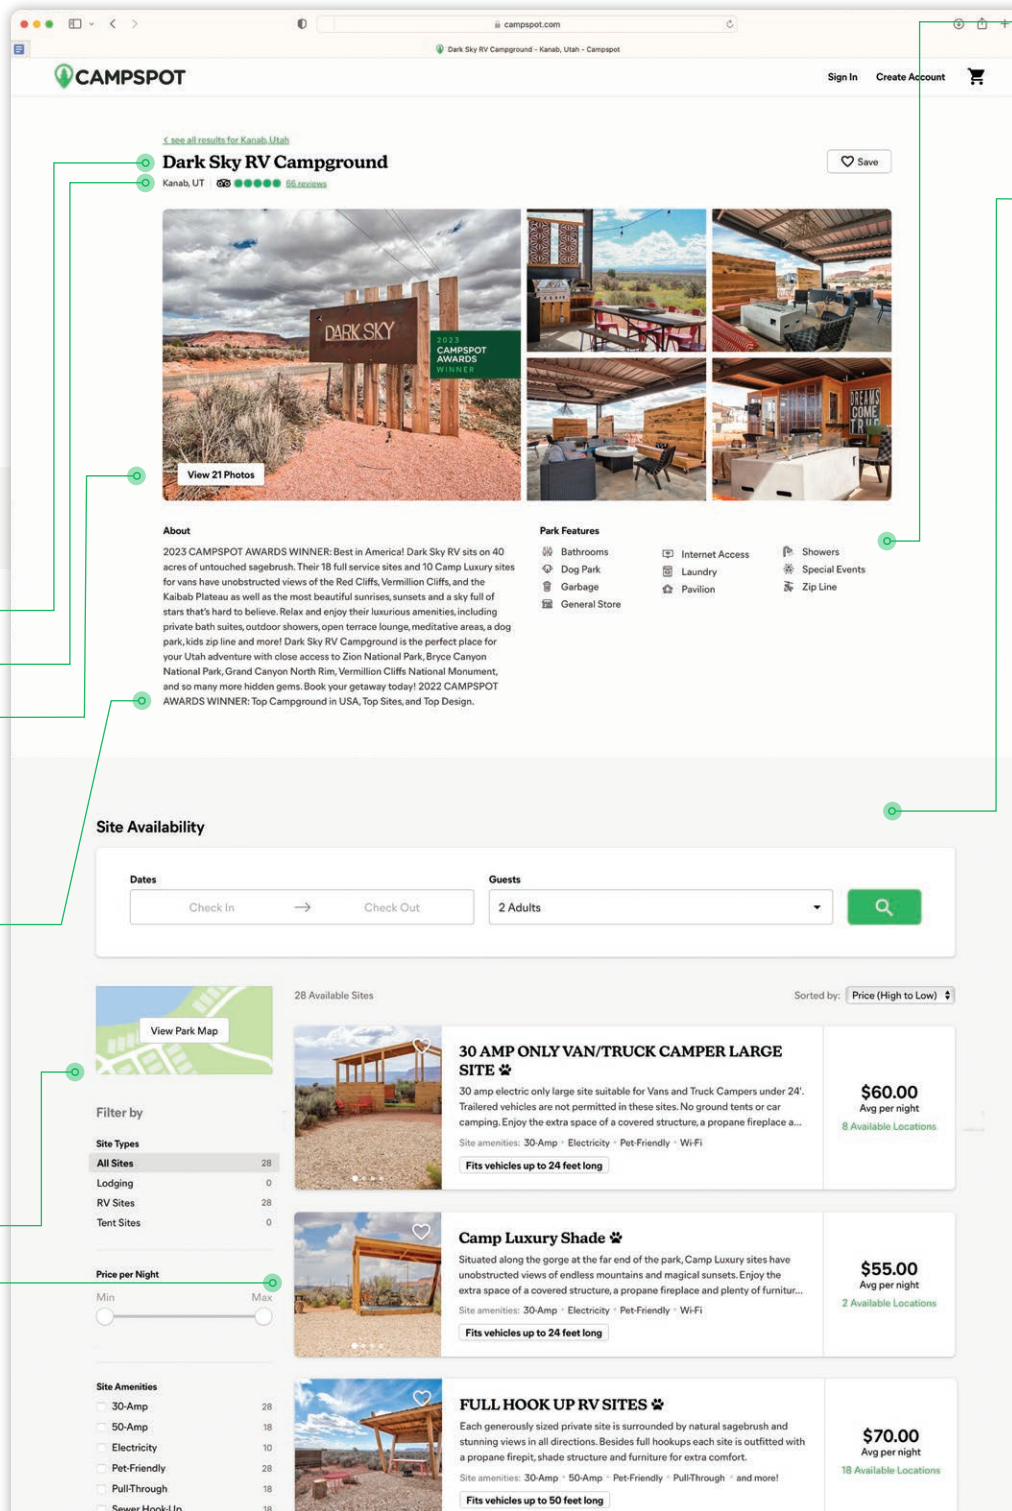 campspot.com
Dark Sky RV Campground - Kanab, Utah - Campspot
CAMPSPOT
Sign In
Create Account
< see all results for Kanab, Utah
Dark Sky RV Campground
Save
Kanab, UT
66 reviews
DARK SKY
2023
CAMPSPOT
AWARDS
WINNER
DREAMS
COME
TRUE
View 21 Photos
About
2023 CAMPSPOT AWARDS WINNER: Best in America! Dark Sky RV sits on 40
acres of untouched sagebrush. Their 18 full service sites and 10 Camp Luxury sites
for vans have unobstructed views of the Red Cliffs, Vermillion Cliffs, and the
Kaibab Plateau as well as the most beautiful sunrises, sunsets and a sky full of
stars that's hard to believe. Relax and enjoy their luxurious amenities, including
private bath suites, outdoor showers, open terrace lounge, meditative areas, a dog
park, kids zip line and more! Dark Sky RV Campground is the perfect place for
your Utah adventure with close access to Zion National Park, Bryce Canyon
National Park, Grand Canyon North Rim, Vermillion Cliffs National Monument,
and so many more hidden gems. Book your getaway today! 2022 CAMPSPOT
AWARDS WINNER: Top Campground in USA, Top Sites, and Top Design.
Park Features
Bathrooms
Dog Park
Garbage
General Store
Internet Access
Laundry
Pavilion
Showers
Special Events
Zip Line
Site Availability
Dates
Check In → Check Out
Guests
2 Adults
View Park Map
28 Available Sites
Sorted by: Price (High to Low)
Filter by
Site Types
All Sites 28
Lodging 0
RV Sites 28
Tent Sites 0
Price per Night
Min Max
Site Amenities
30-Amp 28
50-Amp 18
Electricity 10
Pet-Friendly 28
Pull-Through 18
Sewer Hook-Up 18
30 AMP ONLY VAN/TRUCK CAMPER LARGE
SITE
30 amp electric only large site suitable for Vans and Truck Campers under 24'.
Trailered vehicles are not permitted in these sites. No ground tents or car
camping. Enjoy the extra space of a covered structure, a propane fireplace a...
Site amenities: 30-Amp • Electricity • Pet-Friendly • Wi-Fi
Fits vehicles up to 24 feet long
$60.00
Avg per night
8 Available Locations
Camp Luxury Shade
Situated along the gorge at the far end of the park, Camp Luxury sites have
unobstructed views of endless mountains and magical sunsets. Enjoy the
extra space of a covered structure, a propane fireplace and plenty of furnitur...
Site amenities: 30-Amp • Electricity • Pet-Friendly • Wi-Fi
Fits vehicles up to 24 feet long
$55.00
Avg per night
2 Available Locations
FULL HOOK UP RV SITES
Each generously sized private site is surrounded by natural sagebrush and
stunning views in all directions. Besides full hookups each site is outfitted with
a propane firepit, shade structure and furniture for extra comfort.
Site amenities: 30-Amp • 50-Amp • Pet-Friendly • Pull-Through • and more!
Fits vehicles up to 50 feet long
$70.00
Avg per night
18 Available Locations